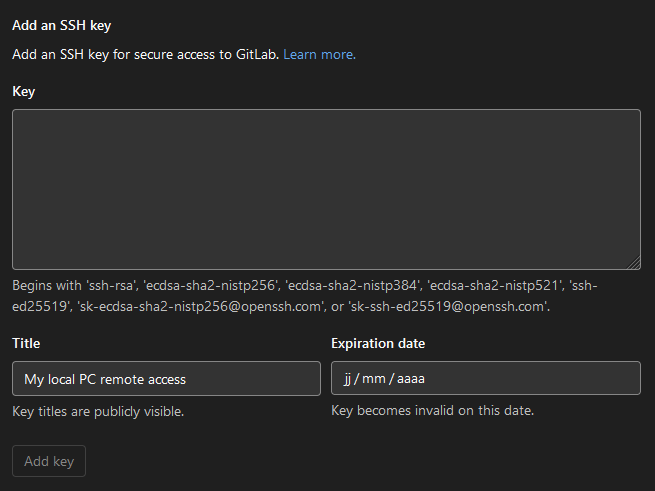 Add an SSH key
Add an SSH key for secure access to GitLab. Learn more.
Key
Begins with 'ssh-rsa', 'ecdsa-sha2-nistp256', 'ecdsa-sha2-nistp384', 'ecdsa-sha2-nistp521', 'ssh-
ed25519', 'sk-ecdsa-sha2-nistp256@openssh.com', or 'sk-ssh-ed25519@openssh.com'.
Title
My local PC remote access
Key titles are publicly visible.
Expiration date
jj / mm / aaaa
Key becomes invalid on this date.
Add key